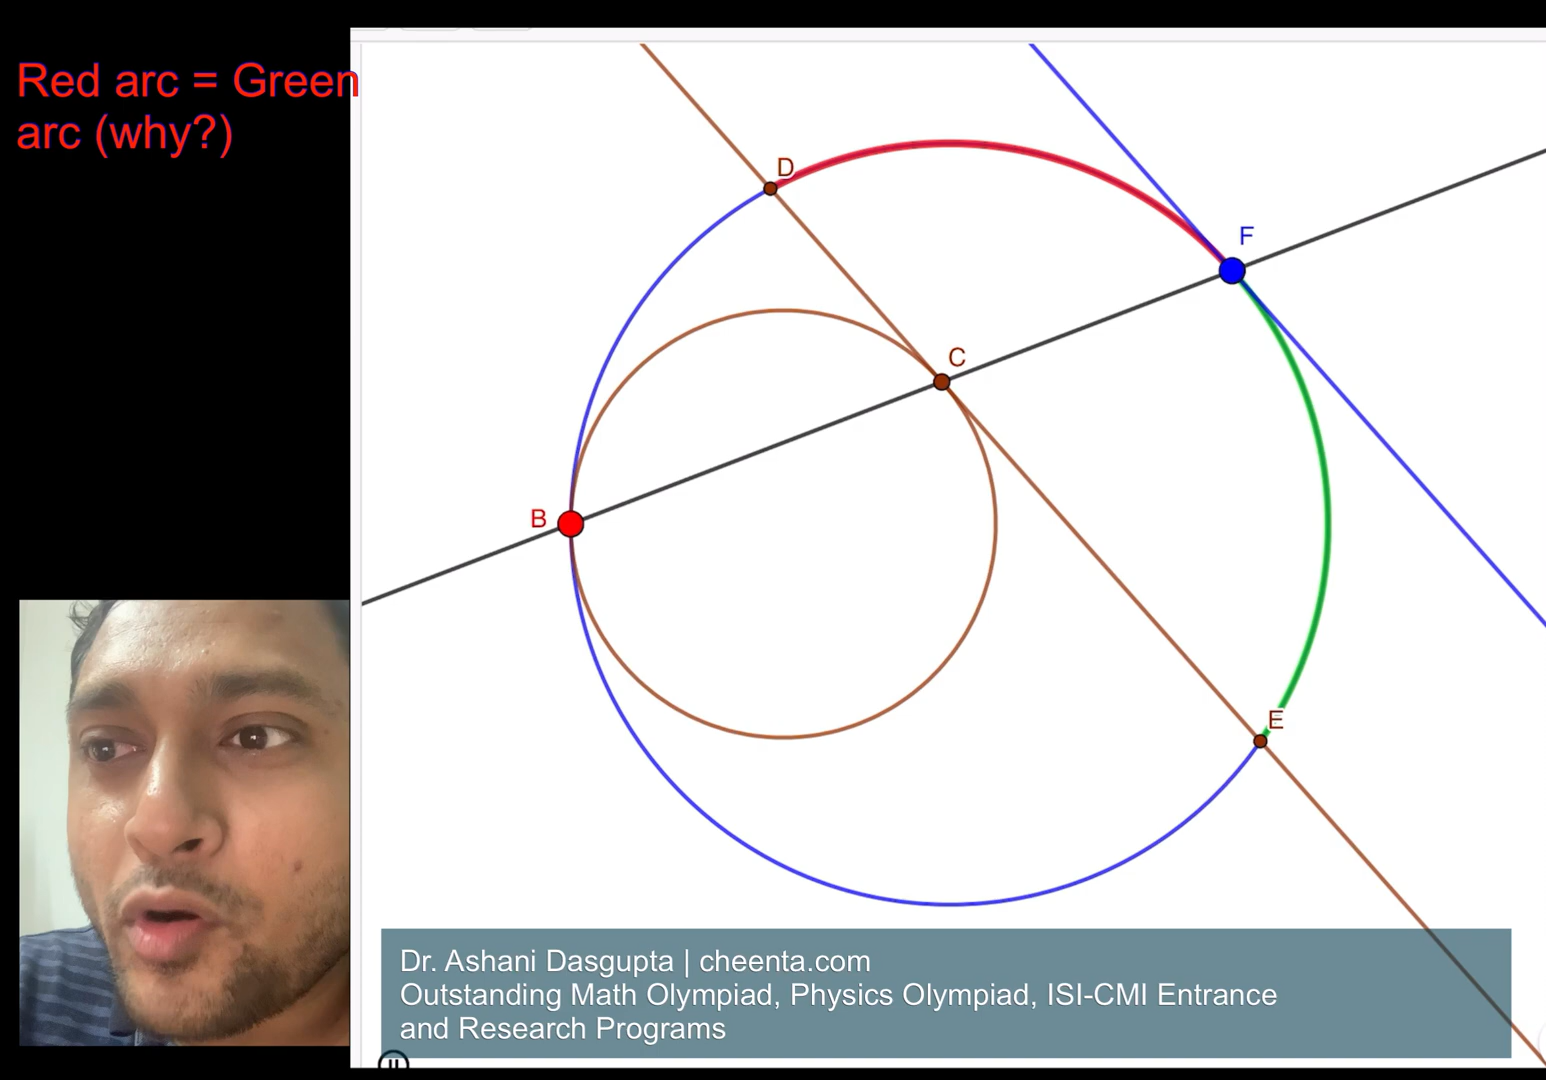 Red arc = Green
arc (why?)
D
F
C
B
E
Dr. Ashani Dasgupta | cheenta.com
Outstanding Math Olympiad, Physics Olympiad, ISI-CMI Entrance
and Research Programs